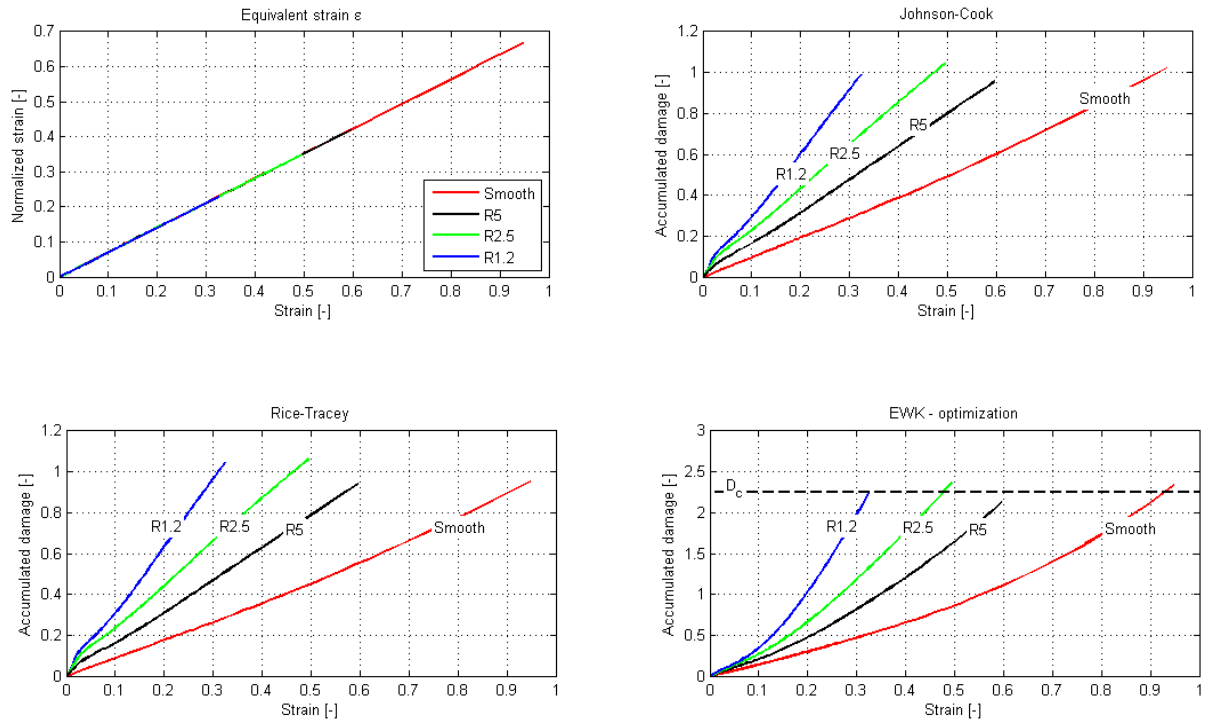 Equivalent strain ε
Normalized strain [-]
0.7
0.6
0.5
0.4
0.3
0.2
0.1
0
0 0.1 0.2 0.3 0.4 0.5 0.6 0.7 0.8 0.9 1
Strain [-]
Smooth
R5
R2.5
R1.2
Johnson-Cook
Accumulated damage [-]
1.2
1
0.8
0.6
0.4
0.2
0
0 0.1 0.2 0.3 0.4 0.5 0.6 0.7 0.8 0.9 1
Strain [-]
Smooth
R5
R2.5
R1.2
Rice-Tracey
Accumulated damage [-]
1.2
1
0.8
0.6
0.4
0.2
0
0 0.1 0.2 0.3 0.4 0.5 0.6 0.7 0.8 0.9 1
Strain [-]
R1.2
R2.5
R5
Smooth
EWK - optimization
Accumulated damage [-]
3
2.5
2
1.5
1
0.5
0
0 0.1 0.2 0.3 0.4 0.5 0.6 0.7 0.8 0.9 1
Strain [-]
Dc
R1.2
R2.5
R5
Smooth